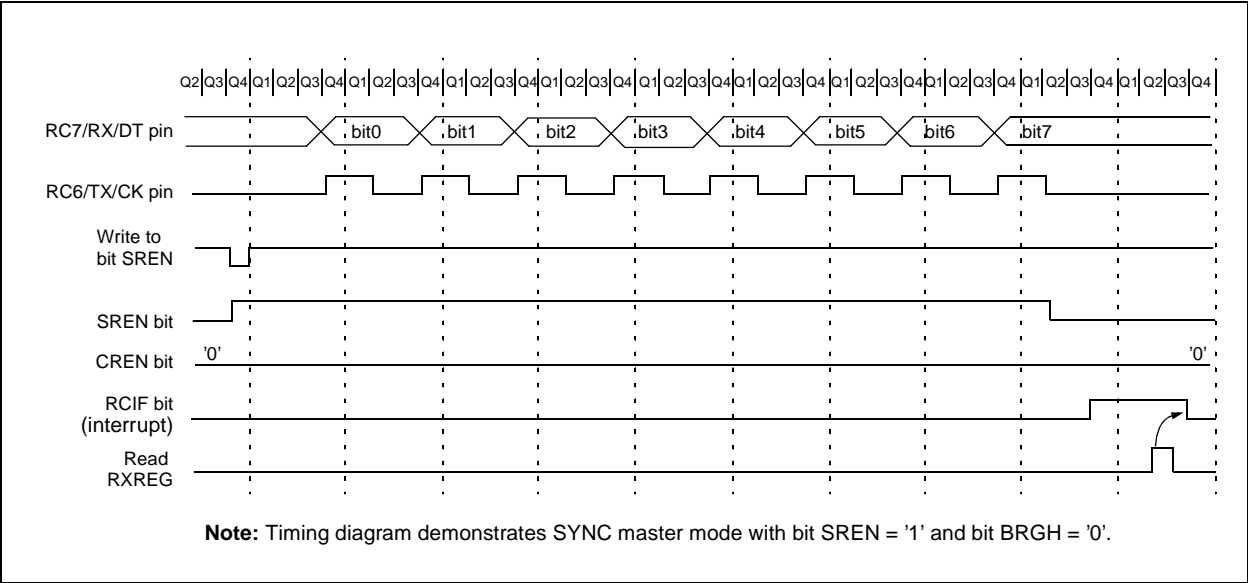 Q2 Q3 Q4 Q1 Q2 Q3 Q4 Q1 Q2 Q3 Q4 Q1 Q2 Q3 Q4 Q1 Q2 Q3 Q4 Q1 Q2 Q3 Q4 Q1 Q2 Q3 Q4 Q1 Q2 Q3 Q4 Q1 Q2 Q3 Q4 Q1 Q2 Q3 Q4 Q1 Q2 Q3 Q4
RC7/RX/DT pin bit0 bit1 bit2 bit3 bit4 bit5 bit6 bit7
RC6/TX/CK pin
Write to
bit SREN
SREN bit
CREN bit '0' '0'
RCIF bit
(interrupt)
Read
RXREG
Note: Timing diagram demonstrates SYNC master mode with bit SREN = '1' and bit BRGH = '0'.